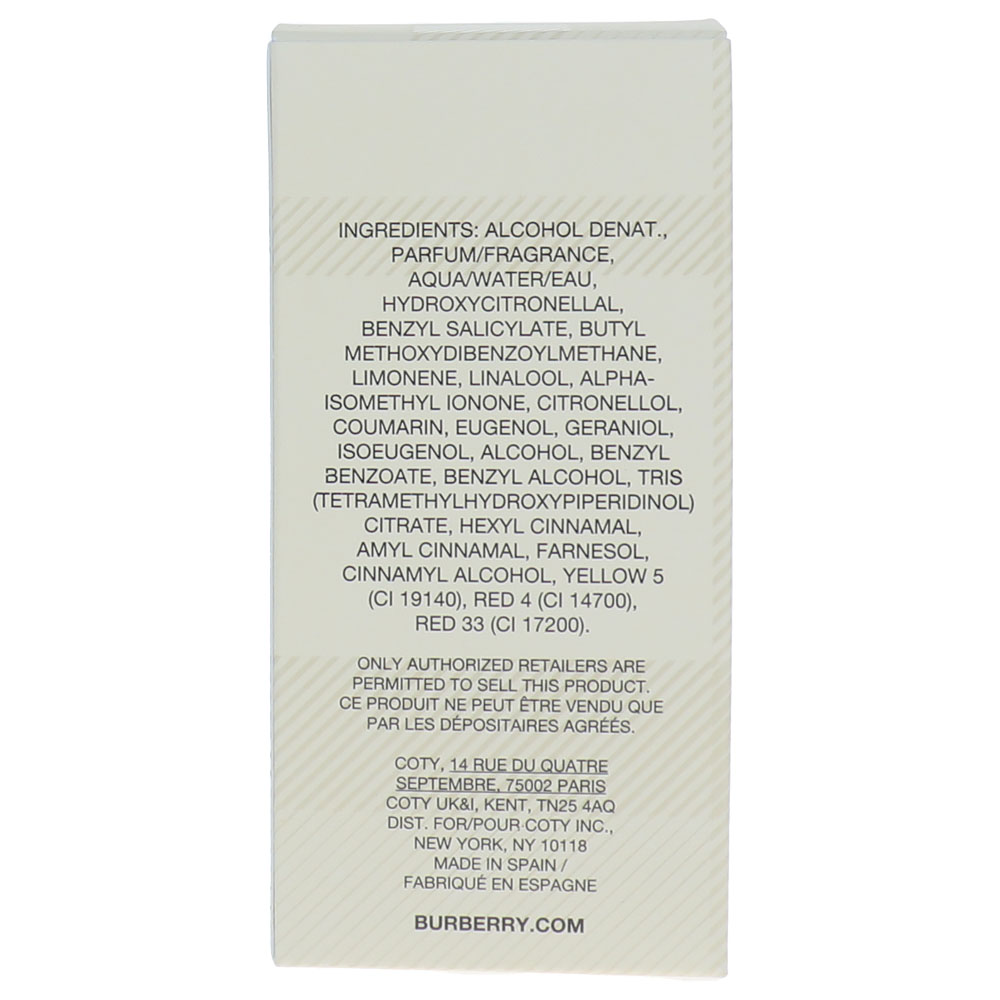 INGREDIENTS: ALCOHOL DENAT.,
PARFUM/FRAGRANCE,
AQUA/WATER/EAU,
HYDROXYCITRONELLAL,
BENZYL SALICYLATE, BUTYL
METHOXYDIBENZOYLMETHANE,
LIMONENE, LINALOOL, ALPHA-
ISOMETHYL IONONE, CITRONELLOL,
COUMARIN, EUGENOL, GERANIOL,
ISOEUGENOL, ALCOHOL, BENZYL
BENZOATE, BENZYL ALCOHOL, TRIS
(TETRAMETHYLHYDROXYPIPERIDINOL)
CITRATE, HEXYL CINNAMAL,
AMYL CINNAMAL, FARNESOL,
CINNAMYL ALCOHOL, YELLOW 5
(CI 19140), RED 4 (CI 14700),
RED 33 (CI 17200).
ONLY AUTHORIZED RETAILERS ARE
PERMITTED TO SELL THIS PRODUCT.
CE PRODUIT NE PEUT ÊTRE VENDU QUE
PAR LES DÉPOSITAIRES AGRÉÉS.
COTY, 14 RUE DU QUATRE
SEPTEMBRE, 75002 PARIS
COTY UK&I, KENT, TN25 4AQ
DIST. FOR/POUR COTY INC.,
NEW YORK, NY 10118
MADE IN SPAIN /
FABRIQUÉ EN ESPAGNE
BURBERRY.COM